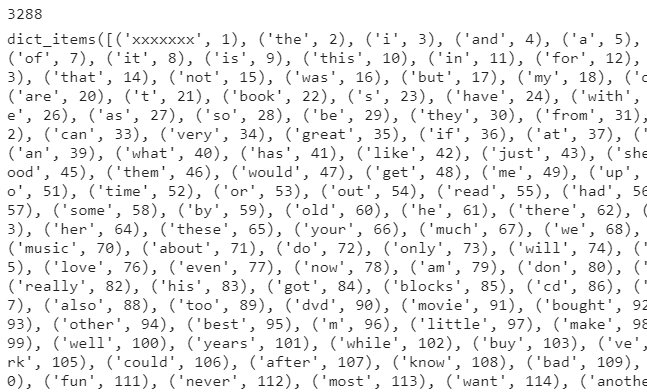 3288
dict_items([('xxxxxxx', 1), ('the', 2), ('i', 3), ('and', 4), ('a', 5),
('of', 7), ('it', 8), ('is', 9), ('this', 10), ('in', 11), ('for', 12),
3), ('that', 14), ('not', 15), ('was', 16), ('but', 17), ('my', 18), ('c
('are', 20), ('t', 21), ('book', 22), ('s', 23), ('have', 24), ('with',
e', 26), ('as', 27), ('so', 28), ('be', 29), ('they', 30), ('from', 31),
2), ('can', 33), ('very', 34), ('great', 35), ('if', 36), ('at', 37), ('
('an', 39), ('what', 40), ('has', 41), ('like', 42), ('just', 43), ('she
ood', 45), ('them', 46), ('would', 47), ('get', 48), ('me', 49), ('up',
o', 51), ('time', 52), ('or', 53), ('out', 54), ('read', 55), ('had', 56
57), ('some', 58), ('by', 59), ('old', 60), ('he', 61), ('there', 62), (
3), ('her', 64), ('these', 65), ('your', 66), ('much', 67), ('we', 68),
('music', 70), ('about', 71), ('do', 72), ('only', 73), ('will', 74), ('
5), ('love', 76), ('even', 77), ('now', 78), ('am', 79), ('don', 80), ('
('really', 82), ('his', 83), ('got', 84), ('blocks', 85), ('cd', 86), ('
7), ('also', 88), ('too', 89), ('dvd', 90), ('movie', 91), ('bought', 92
93), ('other', 94), ('best', 95), ('m', 96), ('little', 97), ('make', 98
99), ('well', 100), ('years', 101), ('while', 102), ('buy', 103), ('ve',
rk', 105), ('could', 106), ('after', 107), ('know', 108), ('bad', 109),
0), ('fun', 111), ('never', 112), ('most', 113), ('want', 114), ('anothe